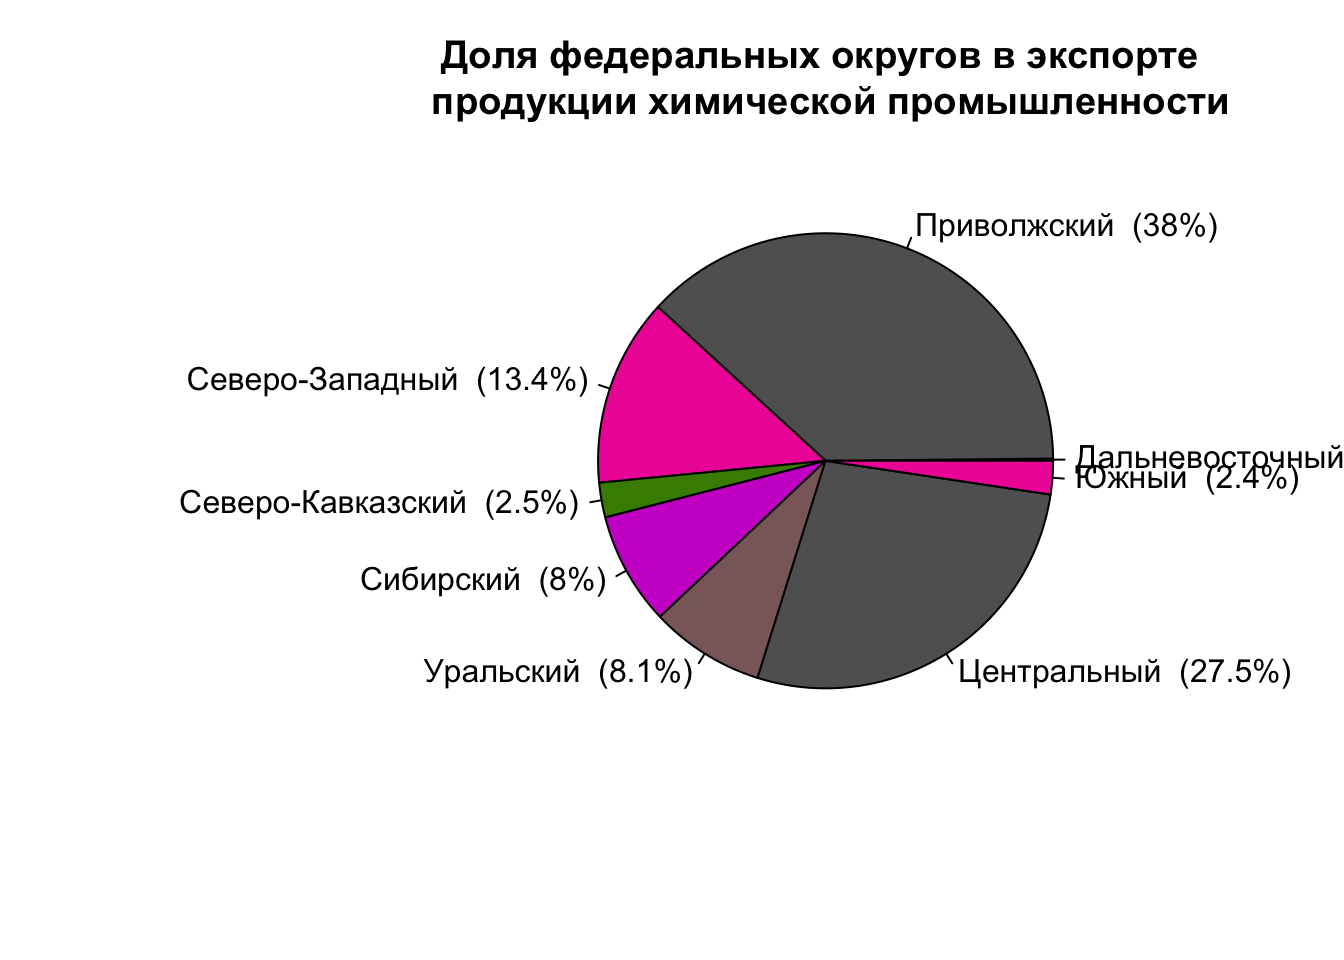 Доля федеральных округов в экспорте
продукции химической промышленности
Приволжский (38%)
Северо-Западный (13.4%)
Дальневосточный
Южный (2.4%)
Северо-Кавказский (2.5%)
Сибирский (8%)
Уральский (8.1%)
Центральный (27.5%)